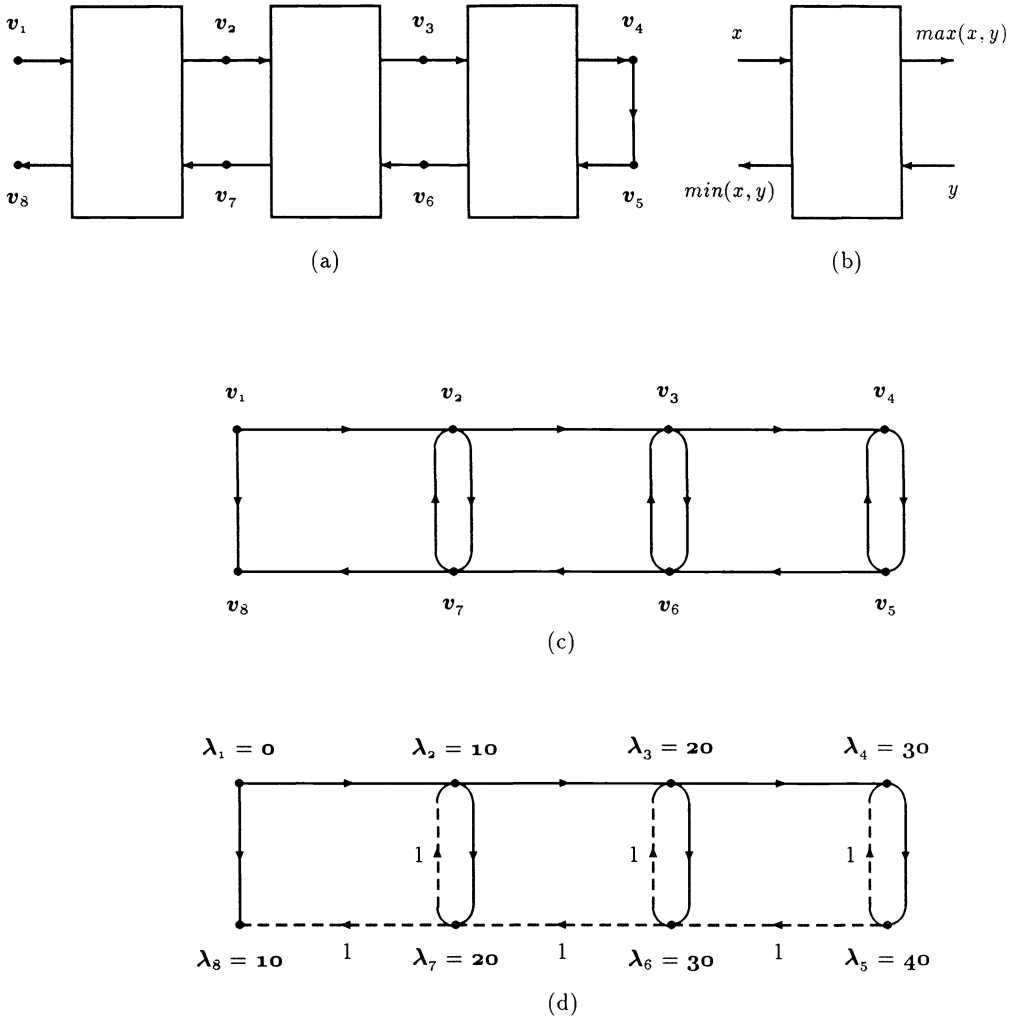 v₁ v₂ v₃ v₄ x max(x, y)
v₈ v₇ v₆ v₅ min(x, y) y
(a) (b)
v₁ v₂ v₃ v₄
v₈ v₇ v₆ v₅
(c)
λ₁ = 0 λ₂ = 10 λ₃ = 20 λ₄ = 30
1 1 1
λ₈ = 10 1 λ₇ = 20 1 λ₆ = 30 1 λ₅ = 40
(d)